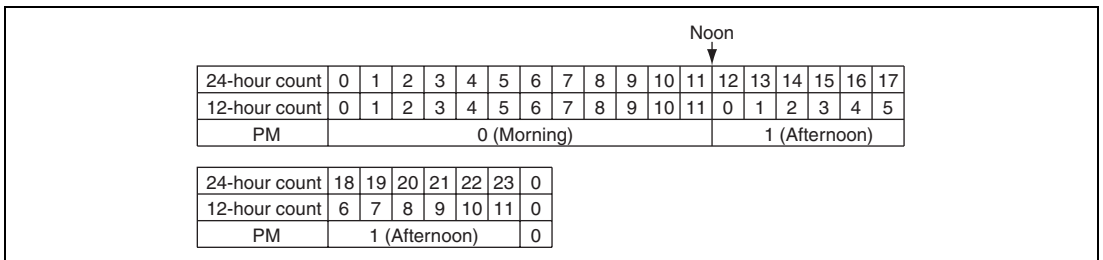 Noon
24-hour count 0 1 2 3 4 5 6 7 8 9 10 11 12 13 14 15 16 17
12-hour count 0 1 2 3 4 5 6 7 8 9 10 11 0 1 2 3 4 5
PM 0 (Morning) 1 (Afternoon)
24-hour count 18 19 20 21 22 23 0
12-hour count 6 7 8 9 10 11 0
PM 1 (Afternoon) 0